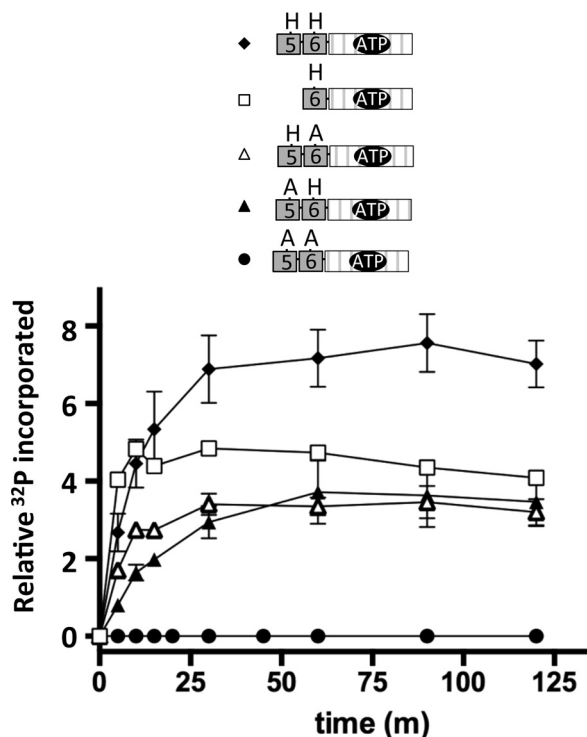 H H
5 6 ATP
H
6 ATP
H A
5 6 ATP
A H
5 6 ATP
A A
5 6 ATP
Relative ³²P incorporated
8
6
4
2
0
0 25 50 75 100 125
time (m)